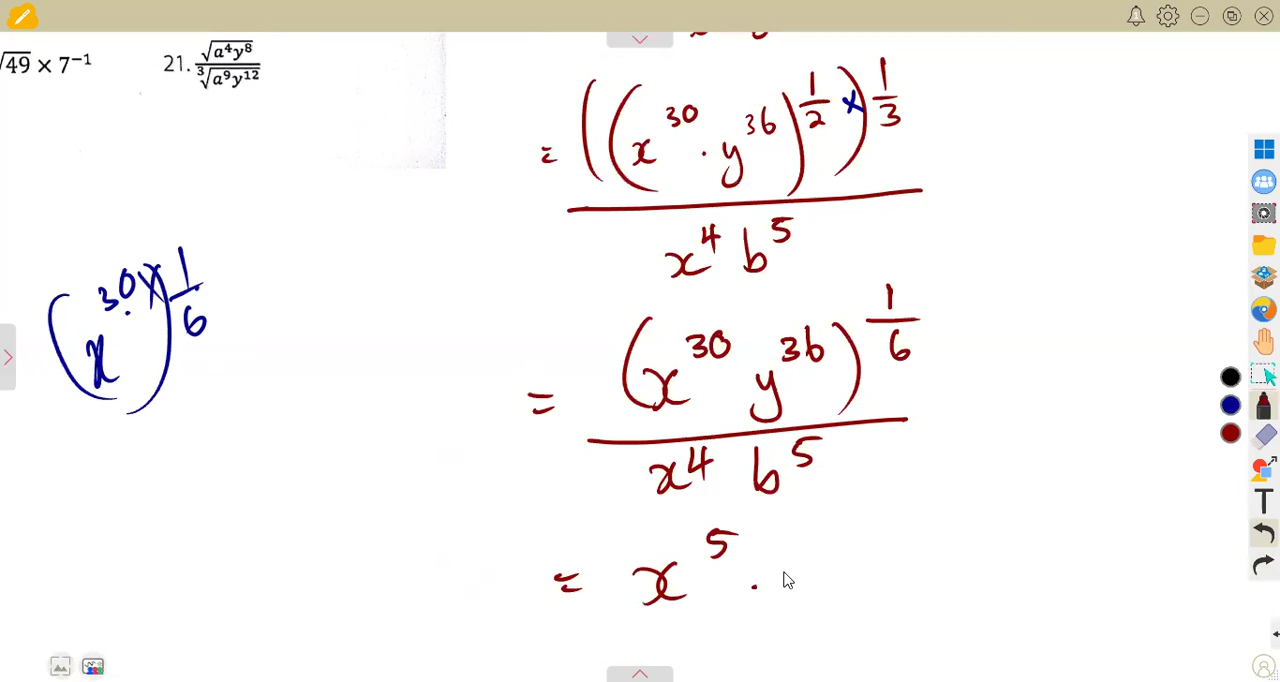 √49 × 7⁻¹ 21. √(a⁴y⁸) / ∛(a⁹y¹²)
= ((x³⁰ · y³⁶)^(1/2) ×)^(1/3) / x⁴ b⁵
(x³⁰ ×)^(1/6)
= (x³⁰ y³⁶)^(1/6) / x⁴ b⁵
= x⁵ ·
T